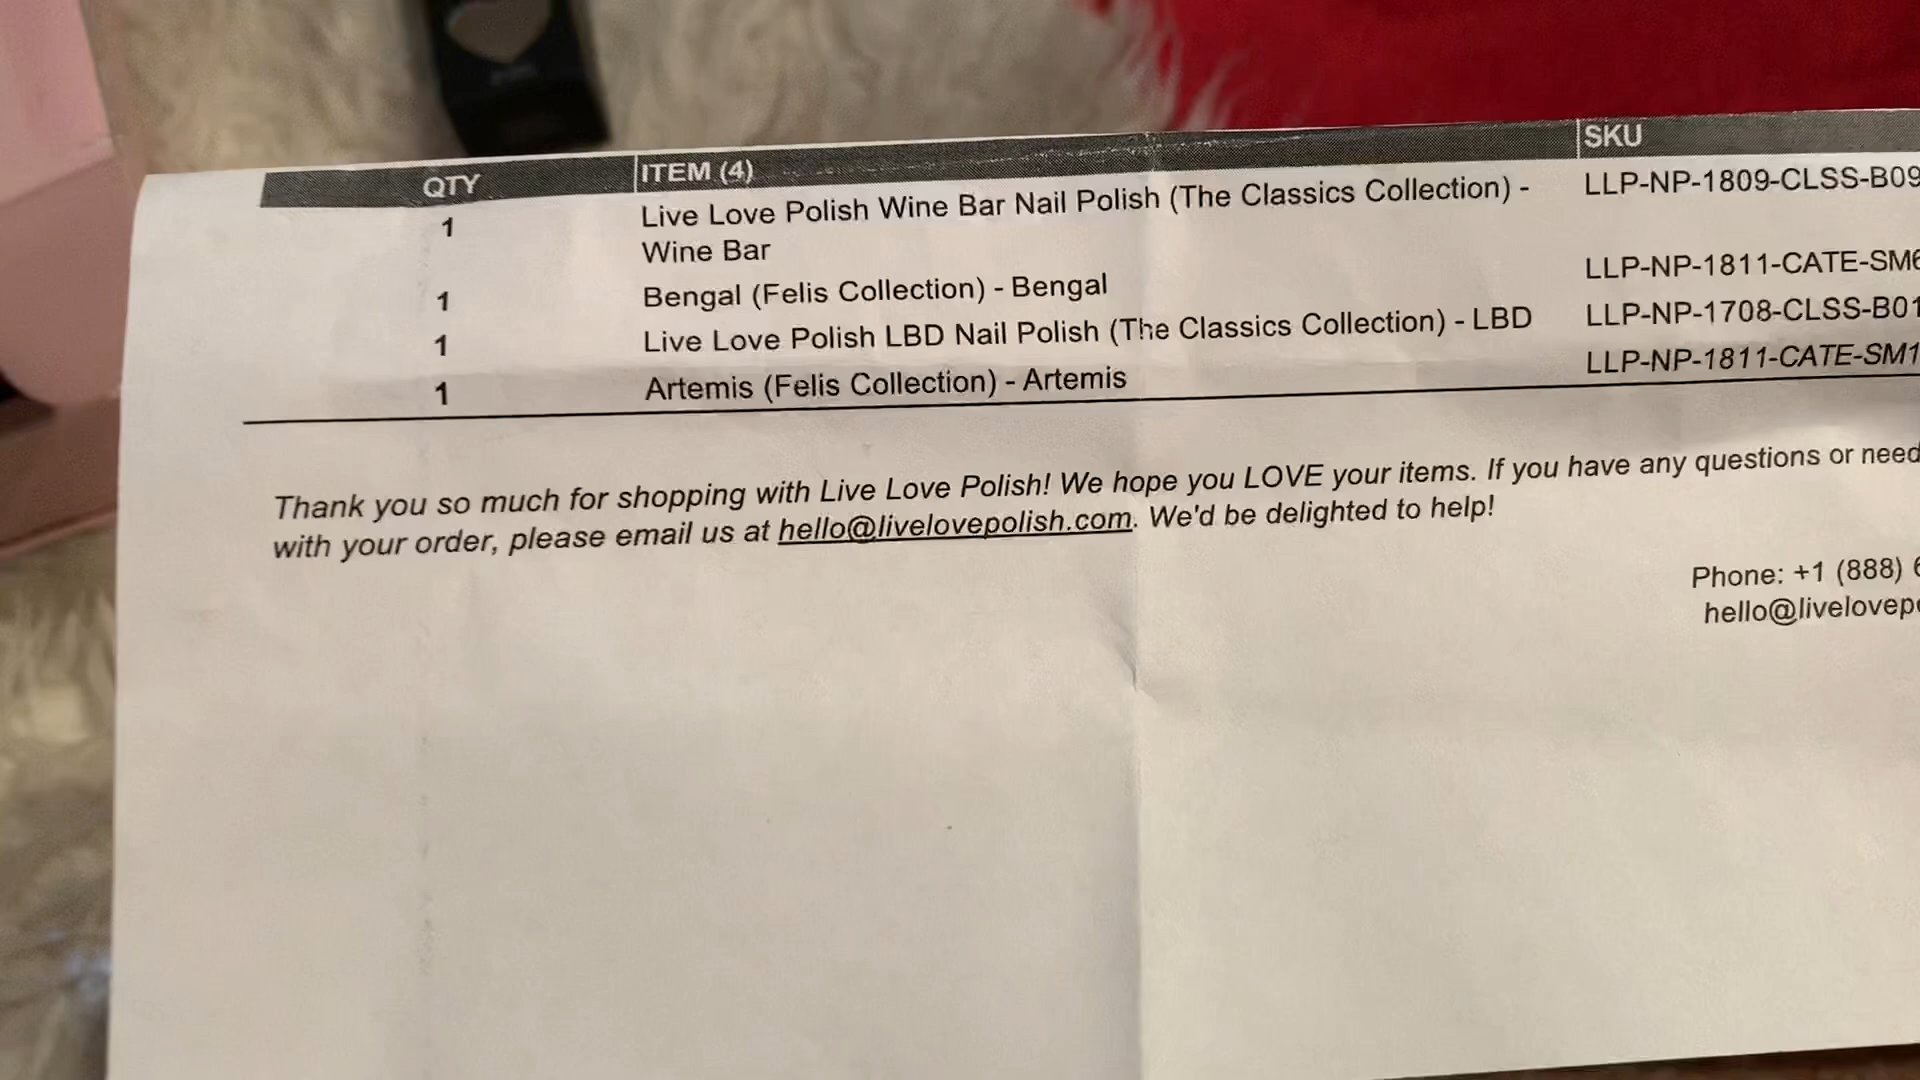 QTY ITEM (4) SKU
1 Live Love Polish Wine Bar Nail Polish (The Classics Collection) - LLP-NP-1809-CLSS-B09
Wine Bar
1 Bengal (Felis Collection) - Bengal LLP-NP-1811-CATE-SM6
1 Live Love Polish LBD Nail Polish (The Classics Collection) - LBD LLP-NP-1708-CLSS-B01
1 Artemis (Felis Collection) - Artemis LLP-NP-1811-CATE-SM1
Thank you so much for shopping with Live Love Polish! We hope you LOVE your items. If you have any questions or need
with your order, please email us at hello@livelovepolish.com. We'd be delighted to help!
Phone: +1 (888) 6
hello@livelovepo